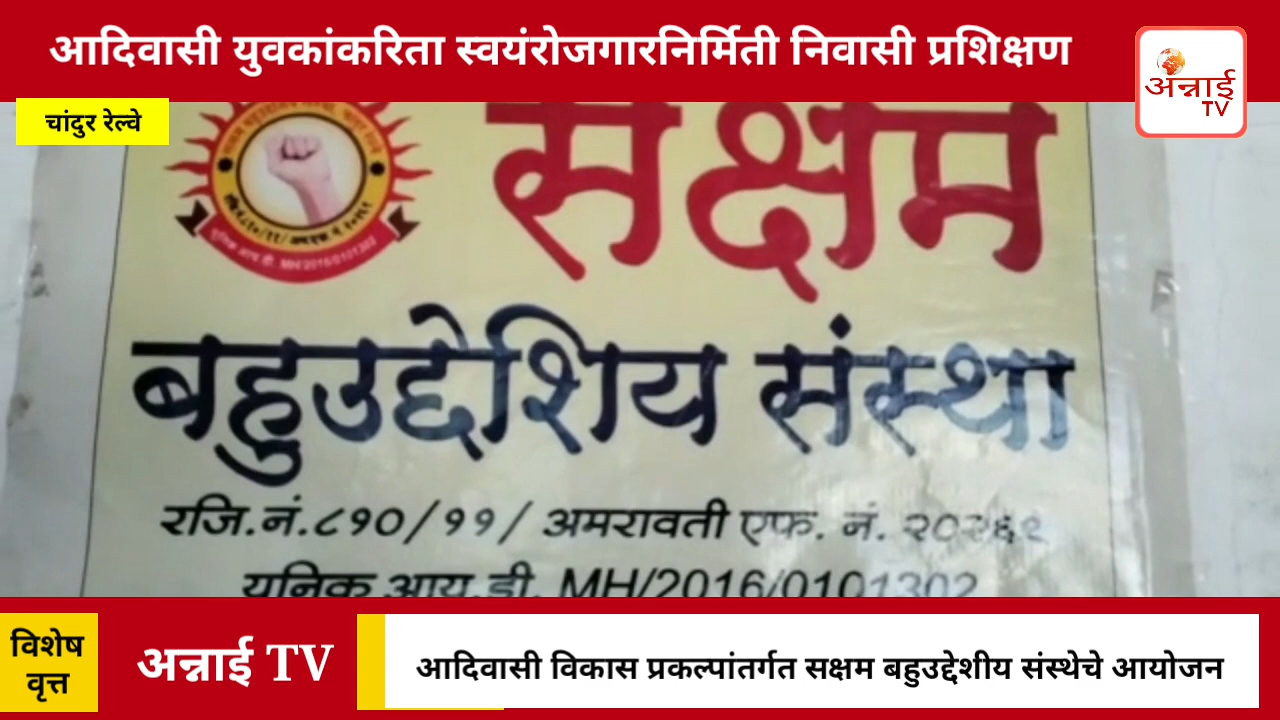 आदिवासी युवकांकरिता स्वयंरोजगारनिर्मिती निवासी प्रशिक्षण
अन्नाई
TV
चांदुर रेल्वे
सक्षम
बहुउद्देशिय संस्था
रजि.नं.८१०/११/ अमरावती एफ. नं.
युनिक आय.डी. MH/2016/0101302
विशेष
वृत्त
अन्नाई TV
आदिवासी विकास प्रकल्पांतर्गत सक्षम बहुउद्देशीय संस्थेचे आयोजन